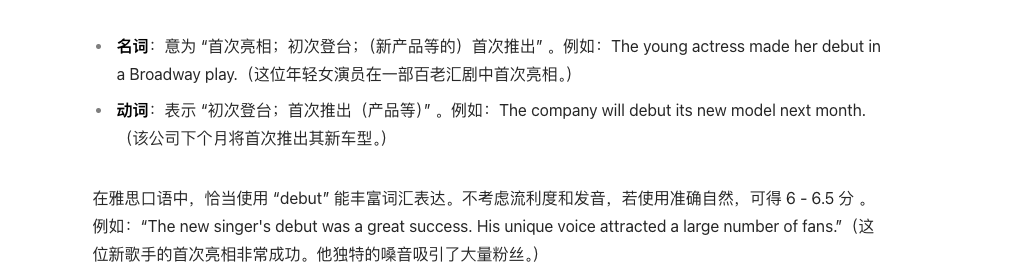 • 名词：意为 “首次亮相；初次登台；（新产品等的）首次推出” 。例如：The young actress made her debut in
a Broadway play.（这位年轻女演员在一部百老汇剧中首次亮相。）
• 动词：表示 “初次登台；首次推出（产品等）” 。例如：The company will debut its new model next month.
（该公司下个月将首次推出其新车型。）
在雅思口语中，恰当使用 “debut” 能丰富词汇表达。不考虑流利度和发音，若使用准确自然，可得 6 - 6.5 分 。
例如：“The new singer's debut was a great success. His unique voice attracted a large number of fans.”（这
位新歌手的首次亮相非常成功。他独特的嗓音吸引了大量粉丝。）